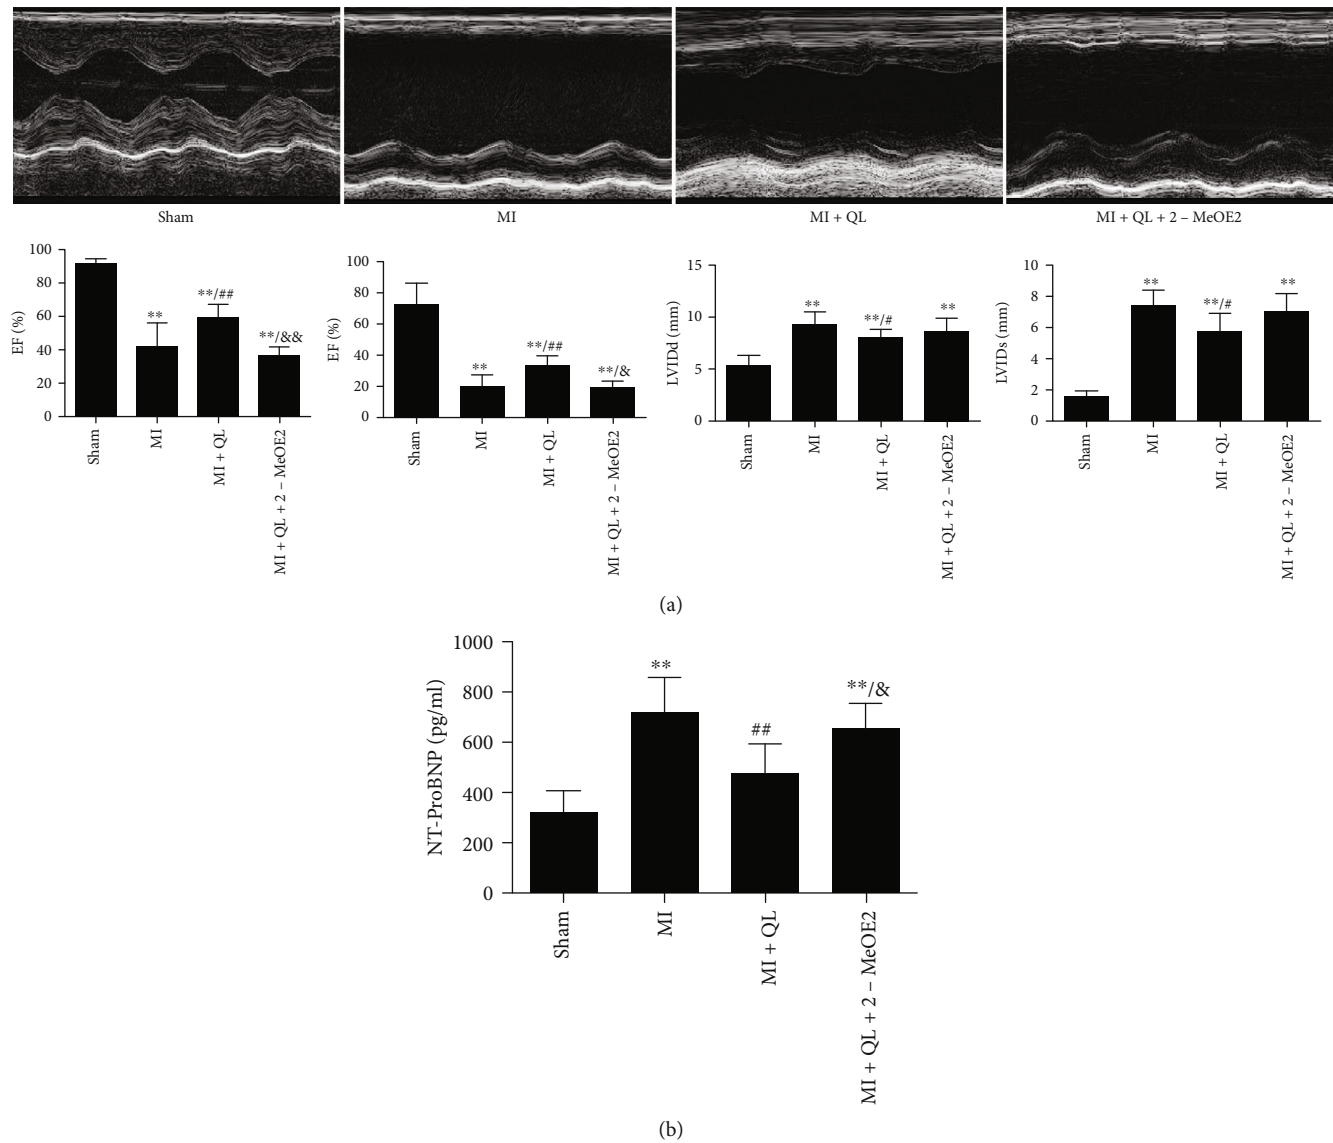 Sham
MI
MI + QL
MI + QL + 2 – MeOE2
EF (%)
100
80
60
40
20
0
**
**/##
**/&&
Sham
MI
MI + QL
MI + QL + 2 – MeOE2
EF (%)
100
80
60
40
20
0
**
**/##
**/&
Sham
MI
MI + QL
MI + QL + 2 – MeOE2
LVIDd (mm)
15
10
5
0
**
**/#
**
Sham
MI
MI + QL
MI + QL + 2 – MeOE2
LVIDs (mm)
10
8
6
4
2
0
**
**/#
**
Sham
MI
MI + QL
MI + QL + 2 – MeOE2
(a)
NT-ProBNP (pg/ml)
1000
800
600
400
200
0
**
##
**/&
Sham
MI
MI + QL
MI + QL + 2 – MeOE2
(b)